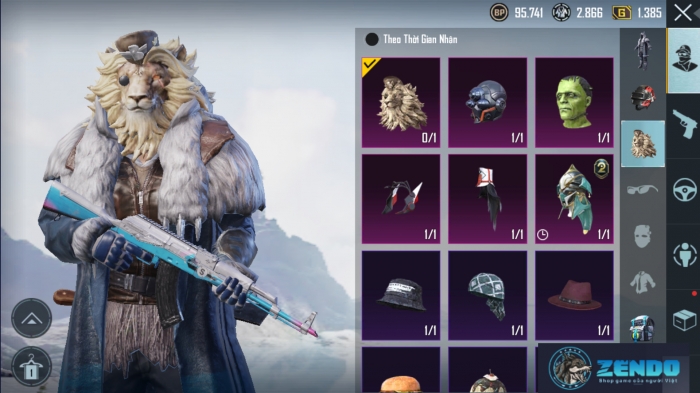 BP 95.741 2.866 G 1.385
Theo Thời Gian Nhận
0/1 1/1 1/1
2
1/1 1/1 1/1
1/1 1/1 1/1
S
ZENDO
Shop game của người Việt